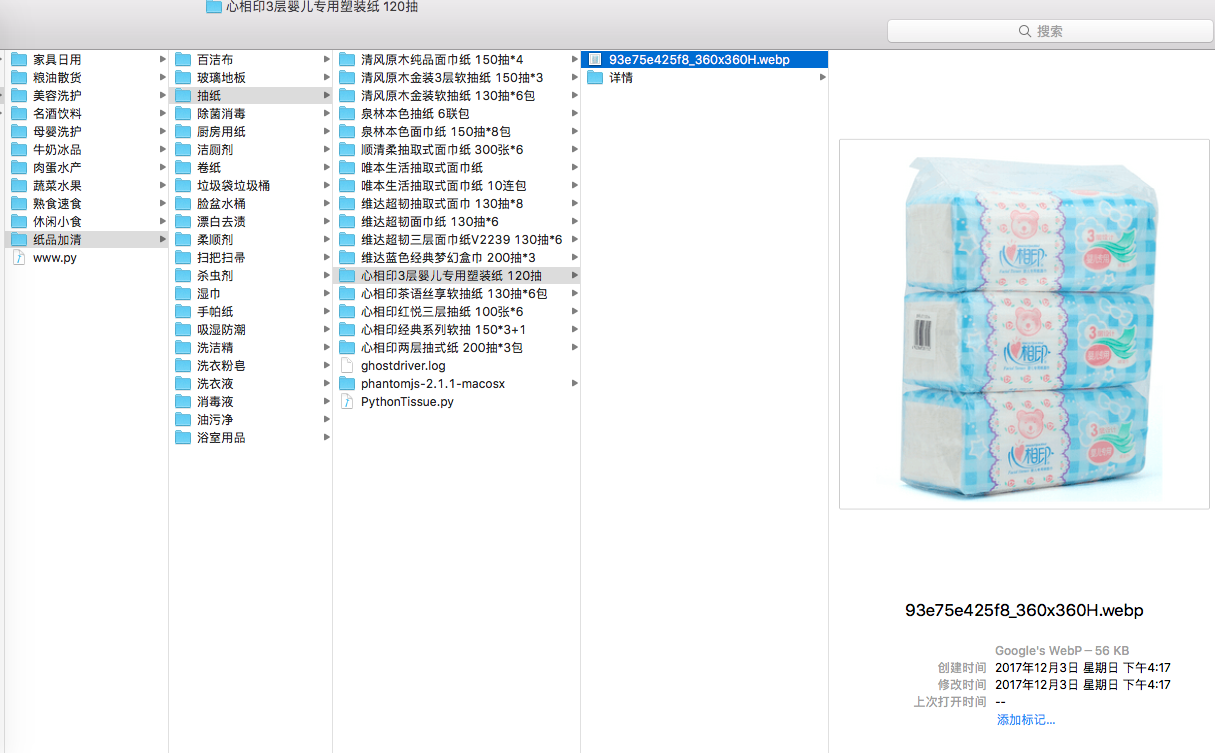 心相印3层婴儿专用塑装纸 120抽
搜索
家具日用
粮油散货
美容洗护
名酒饮料
母婴洗护
牛奶冰品
肉蛋水产
蔬菜水果
熟食速食
休闲小食
纸品加清
www.py
百洁布
玻璃地板
抽纸
除菌消毒
厨房用纸
洁厕剂
卷纸
垃圾袋垃圾桶
脸盆水桶
漂白去渍
柔顺剂
扫把扫帚
杀虫剂
湿巾
手帕纸
吸湿防潮
洗洁精
洗衣粉皂
洗衣液
消毒液
油污净
浴室用品
清风原木纯品面巾纸 150抽*4
清风原木金装3层软抽纸 150抽*3
清风原木金装软抽纸 130抽*6包
泉林本色抽纸 6联包
泉林本色面巾纸 150抽*8包
顺清柔抽取式面巾纸 300张*6
唯本生活抽取式面巾纸
唯本生活抽取式面巾纸 10连包
维达超韧抽取式面巾纸 130抽*8
维达超韧面巾纸 130抽*6
维达超韧三层面巾纸V2239 130抽*6
维达蓝色经典梦幻盒巾 200抽*3
心相印3层婴儿专用塑装纸 120抽
心相印茶语丝享软抽纸 130抽*6包
心相印红悦三层抽纸 100张*6
心相印经典系列软抽 150*3+1
心相印两层抽式纸 200抽*3包
ghostdriver.log
phantomjs-2.1.1-macosx
PythonTissue.py
93e75e425f8_360x360H.webp
详情
心相印
3
心相印
3
心相印
3
93e75e425f8_360x360H.webp
Google's WebP – 56 KB
创建时间 2017年12月3日 星期日 下午4:17
修改时间 2017年12月3日 星期日 下午4:17
上次打开时间 --
添加标记...